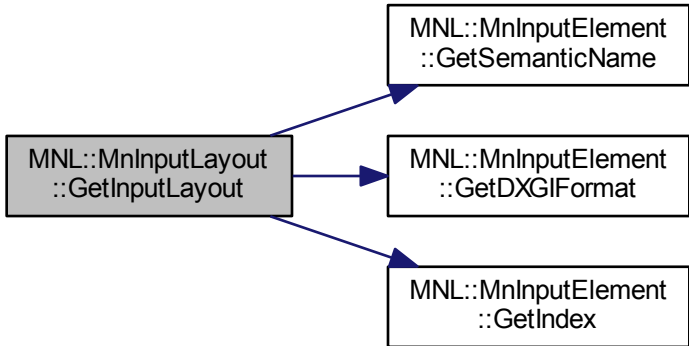 MNL::MnInputLayout
::GetInputLayout
MNL::MnInputElement
::GetSemanticName
MNL::MnInputElement
::GetDXGIFormat
MNL::MnInputElement
::GetIndex